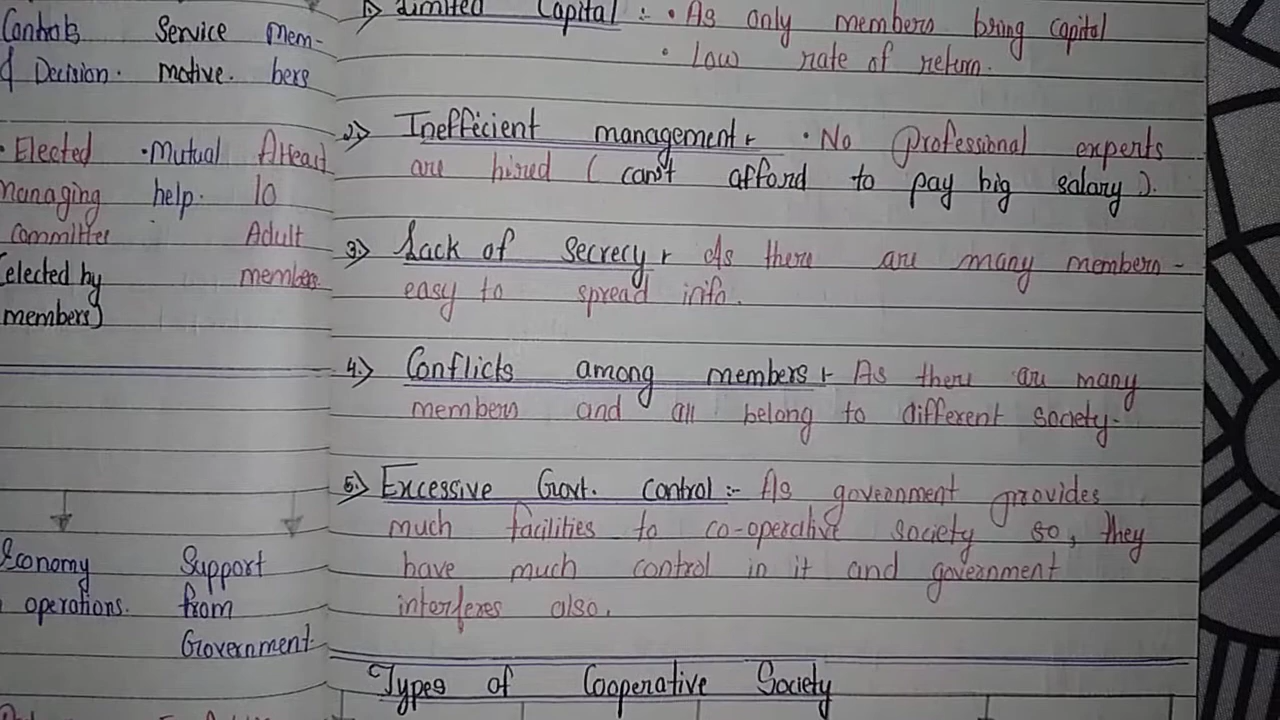 Controls Service Mem-
& Decision. motive. bers
• Elected • Mutual Atleast
managing help. 10
committee Adult
(elected by members
members)
Economy Support
operations. from
Government.
1) Limited Capital :- • As only members bring capital
• Low rate of return.
2) Inefficient management :- • No professional experts
are hired (can't afford to pay big salary).
3) Lack of secrecy :- As there are many members -
easy to spread info.
4) Conflicts among members :- As there are many
members and all belong to different society.
5) Excessive Govt. control :- As government provides
much facilities to co-operative society so, they
have much control in it and government
interferes also.
Types of Cooperative Society